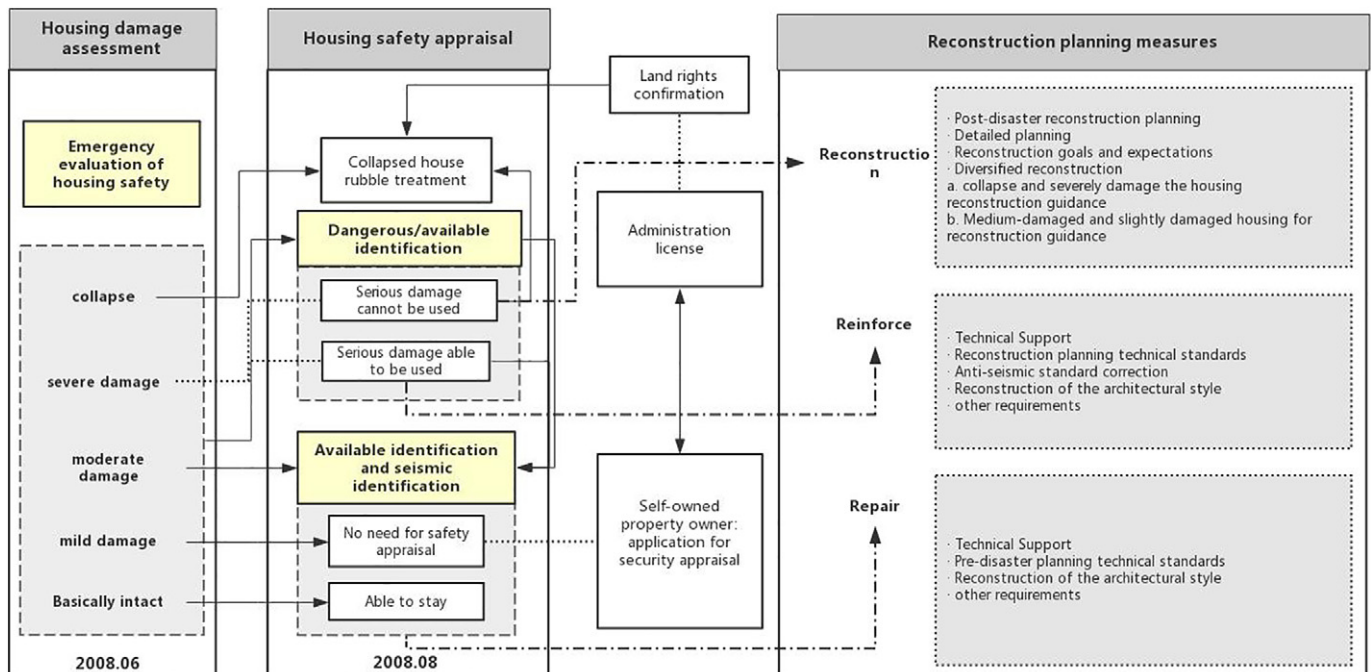 Housing damage
assessment
Emergency
evaluation of
housing safety
collapse
severe damage
moderate
damage
mild damage
Basically intact
2008.06
Housing safety appraisal
Collapsed house
rubble treatment
Dangerous/available
identification
Serious damage
cannot be used
Serious damage able
to be used
Available identification
and seismic
identification
No need for safety
appraisal
Able to stay
2008.08
Land rights
confirmation
Administration
license
Self-owned
property owner:
application for
security appraisal
Reconstruction planning measures
Reconstructio
n
· Post-disaster reconstruction planning
· Detailed planning
· Reconstruction goals and expectations
· Diversified reconstruction
a. collapse and severely damage the housing
reconstruction guidance
b. Medium-damaged and slightly damaged housing for
reconstruction guidance
Reinforce
· Technical Support
· Reconstruction planning technical standards
· Anti-seismic standard correction
· Reconstruction of the architectural style
· other requirements
Repair
· Technical Support
· Pre-disaster planning technical standards
· Reconstruction of the architectural style
· other requirements